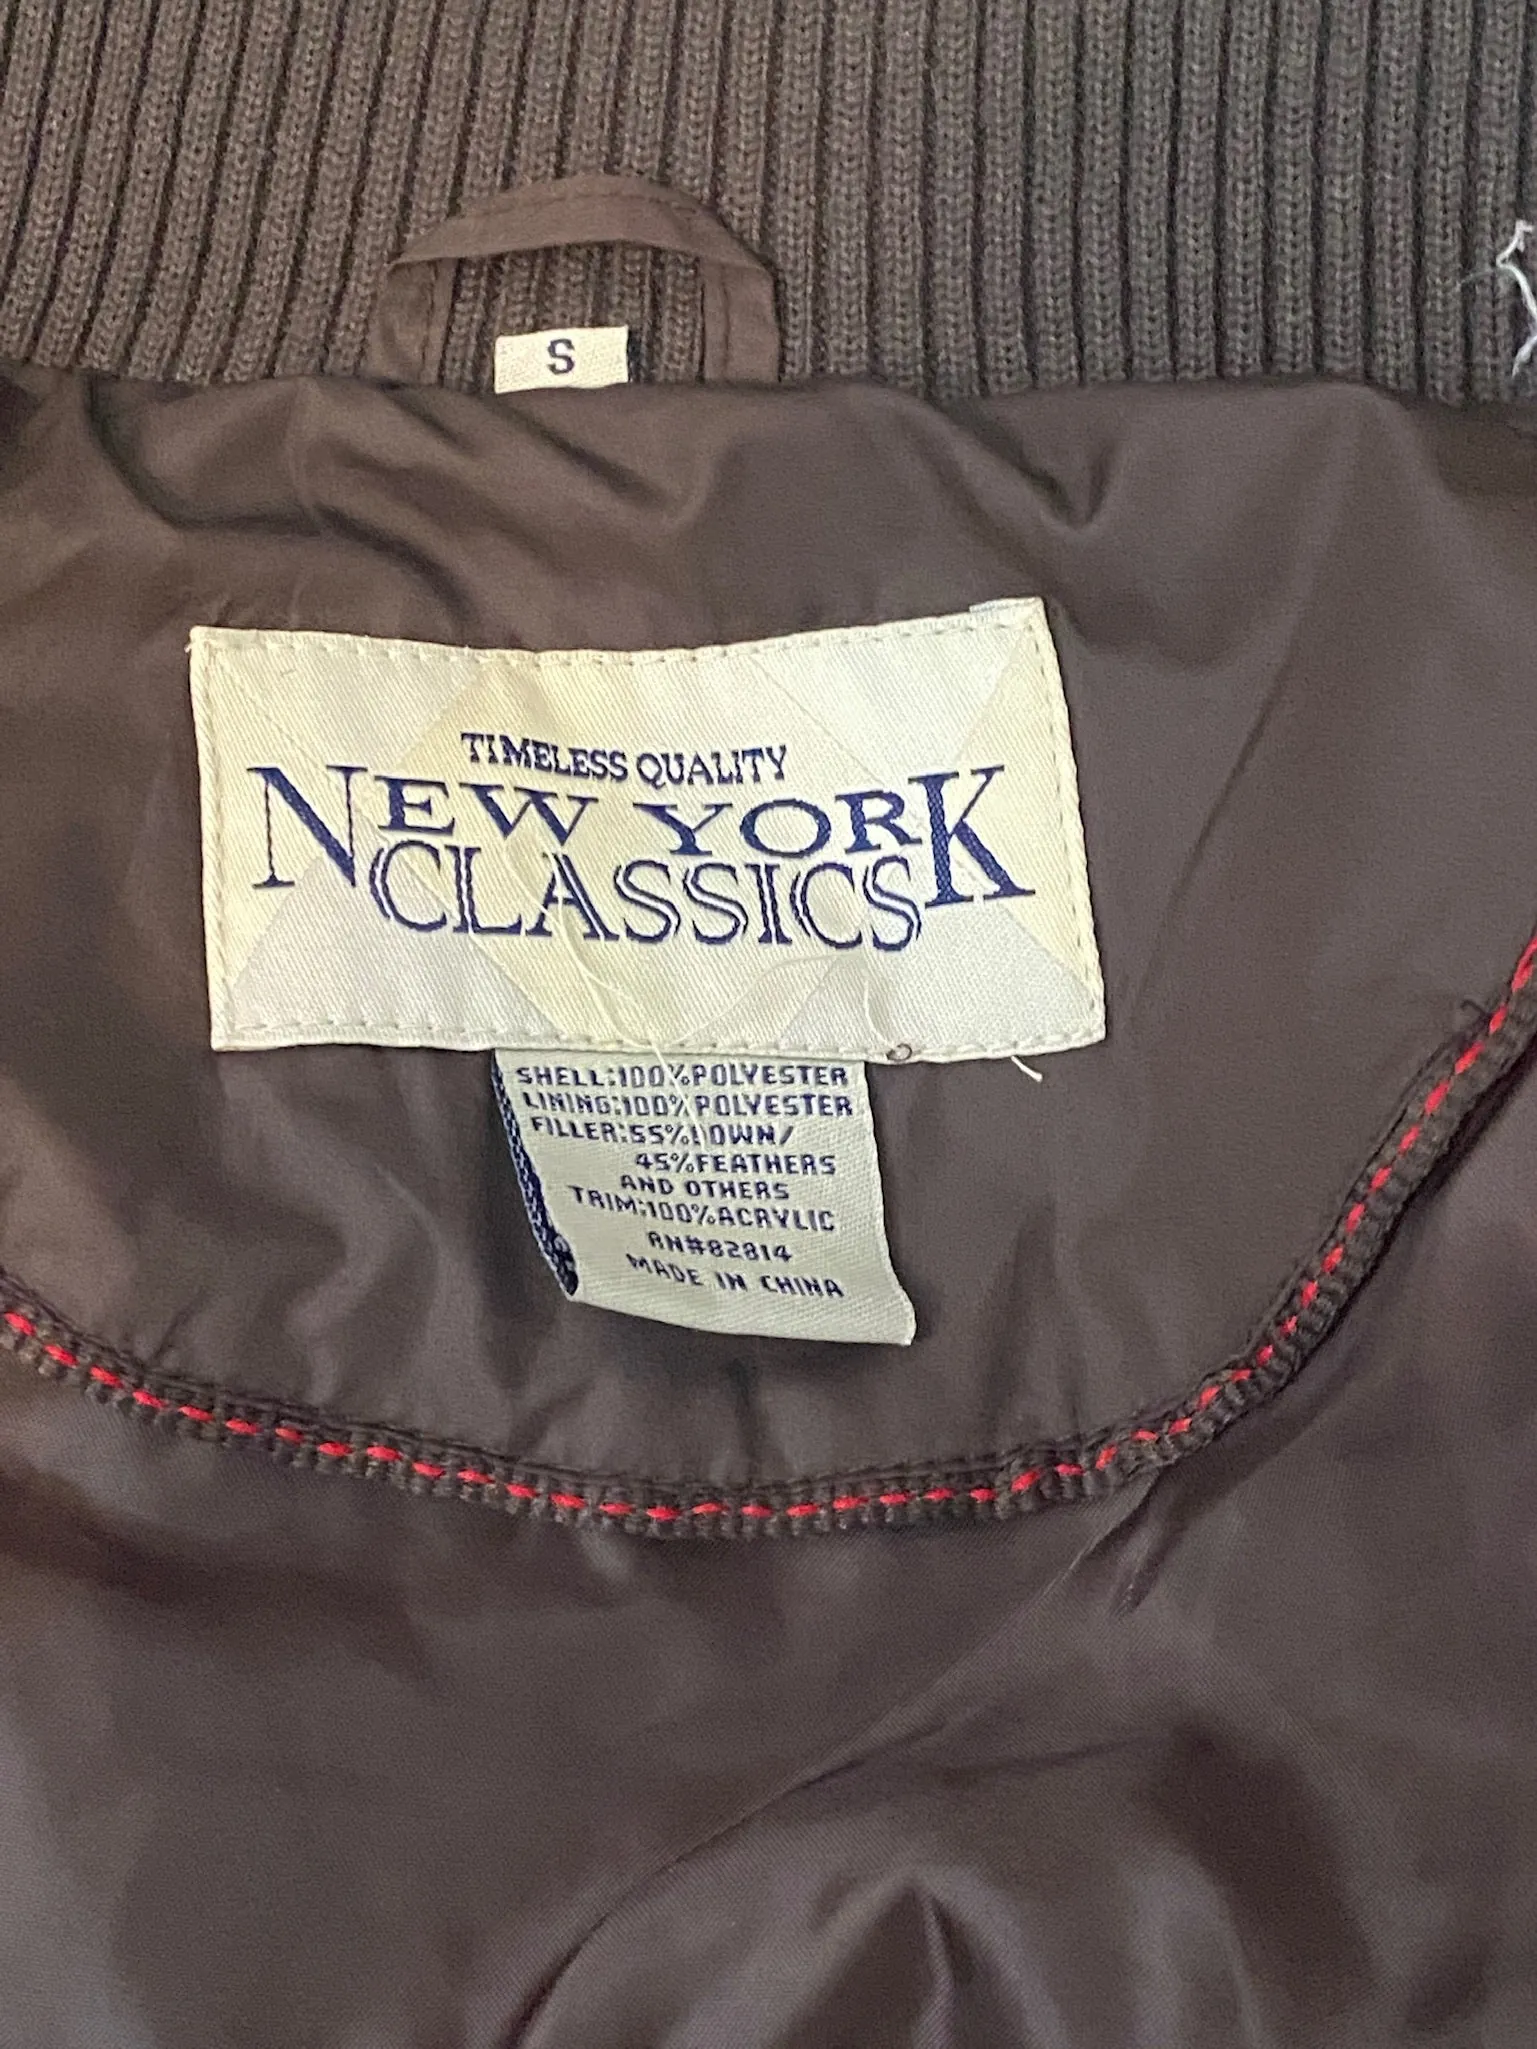 S
TIMELESS QUALITY
NEW YORK
CLASSICS
SHELL:100%POLYESTER
LINING:100%POLYESTER
FILLER:55%DOWN/
45%FEATHERS
AND OTHERS
TRIM:100%ACRYLIC
RN#82814
MADE IN CHINA